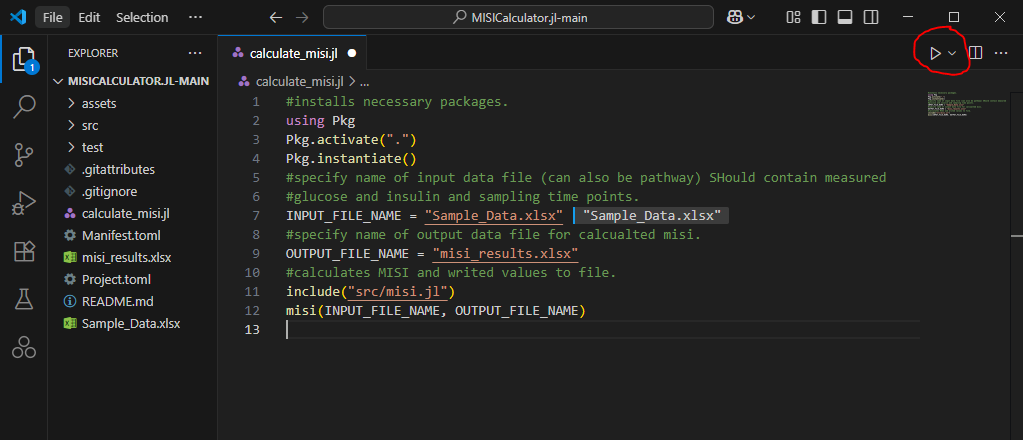 File Edit Selection ... MISICalculator.jl-main
EXPLORER ...
calculate_misi.jl
MISICALCULATOR.JL-MAIN
assets
src
test
.gitattributes
.gitignore
calculate_misi.jl
Manifest.toml
misi_results.xlsx
Project.toml
README.md
Sample_Data.xlsx
1
calculate_misi.jl > ...
1 #installs necessary packages.
2 using Pkg
3 Pkg.activate(".")
4 Pkg.instantiate()
5 #specify name of input data file (can also be pathway) SHould contain measured
6 #glucose and insulin and sampling time points.
7 INPUT_FILE_NAME = "Sample_Data.xlsx" "Sample_Data.xlsx"
8 #specify name of output data file for calcualted misi.
9 OUTPUT_FILE_NAME = "misi_results.xlsx"
10 #calculates MISI and writed values to file.
11 include("src/misi.jl")
12 misi(INPUT_FILE_NAME, OUTPUT_FILE_NAME)
13